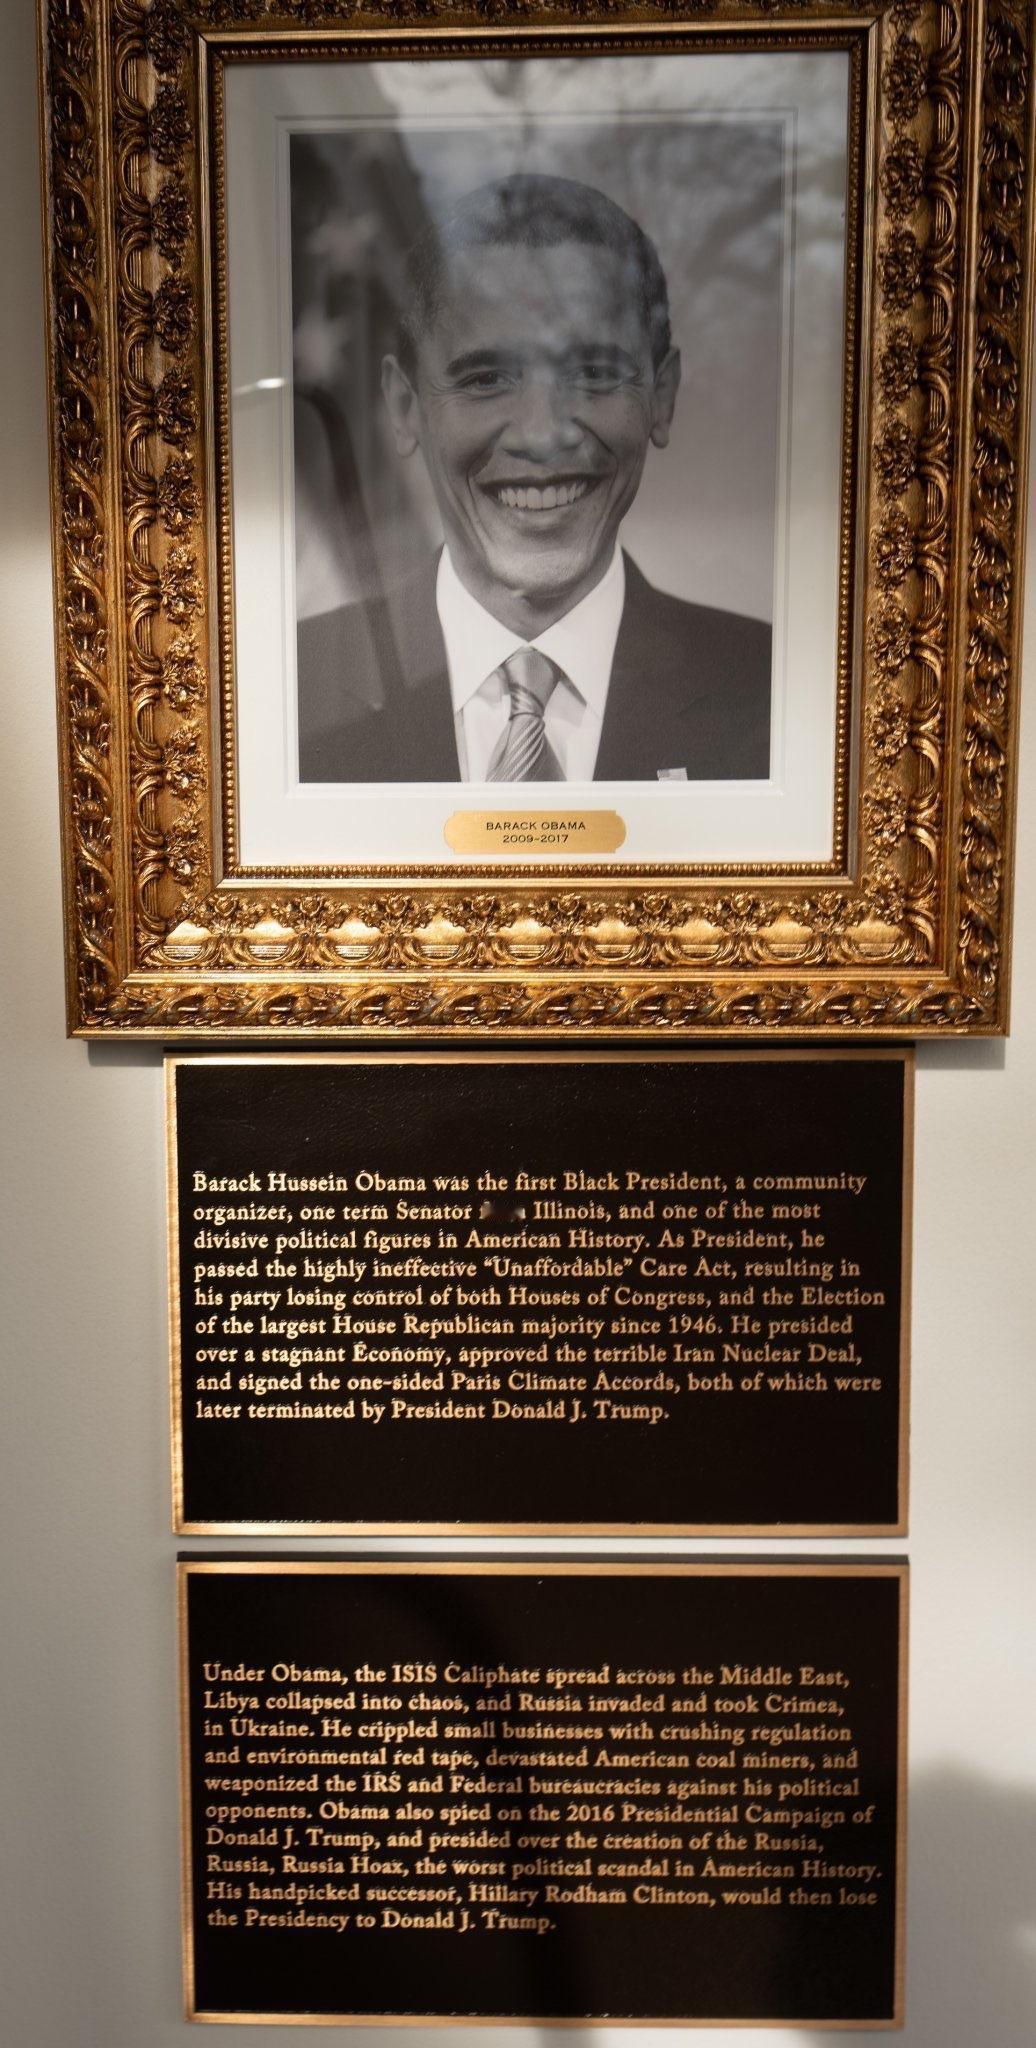 BARACK OBAMA
2009-2017
Barack Hussein Obama was the first Black President, a community
organizer, one term Senator Illinois, and one of the most
divisive political figures in American History. As President, he
passed the highly ineffective “Unaffordable” Care Act, resulting in
his party losing control of both Houses of Congress, and the Election
of the largest House Republican majority since 1946. He presided
over a stagnant Economy, approved the terrible Iran Nuclear Deal,
and signed the one-sided Paris Climate Accords, both of which were
later terminated by President Donald J. Trump.
Under Obama, the ISIS Caliphate spread across the Middle East,
Libya collapsed into chaos, and Russia invaded and took Crimea,
in Ukraine. He crippled small businesses with crushing regulation
and environmental red tape, devastated American coal miners, and
weaponized the IRS and Federal bureaucracies against his political
opponents. Obama also spied on the 2016 Presidential Campaign of
Donald J. Trump, and presided over the creation of the Russia,
Russia, Russia Hoax, the worst political scandal in American History.
His handpicked successor, Hillary Rodham Clinton, would then lose
the Presidency to Donald J. Trump.